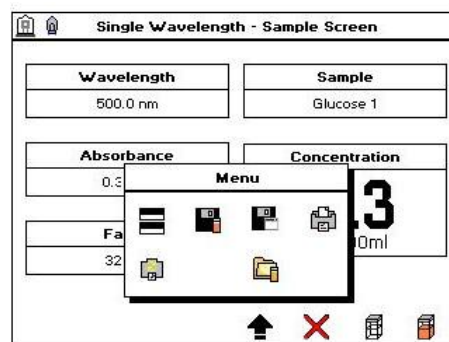 Single Wavelength - Sample Screen
Wavelength
500.0 nm
Sample
Glucose 1
Absorbance
0.3
Concentration
.3
0ml
Menu
Fa
32